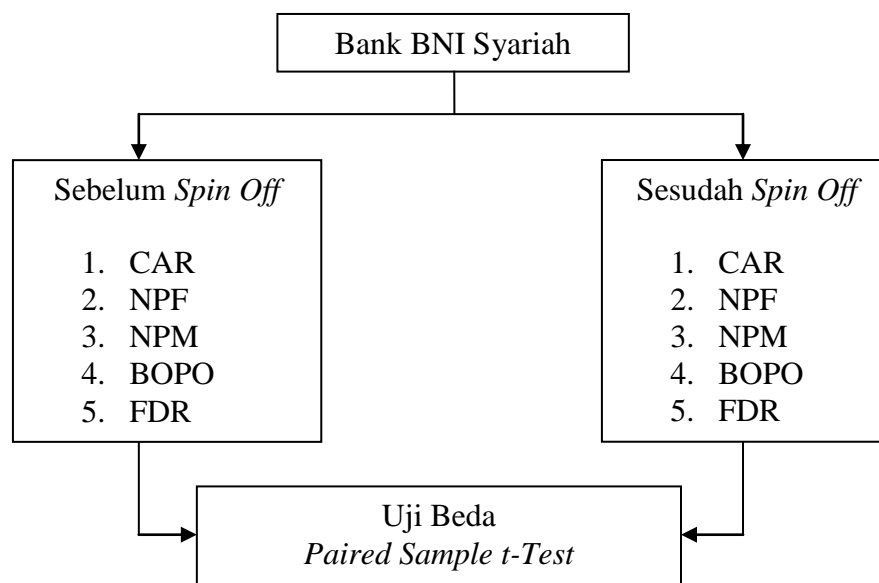 Bank BNI Syariah
Sebelum Spin Off
1. CAR
2. NPF
3. NPM
4. BOPO
5. FDR
Sesudah Spin Off
1. CAR
2. NPF
3. NPM
4. BOPO
5. FDR
Uji Beda
Paired Sample t-Test